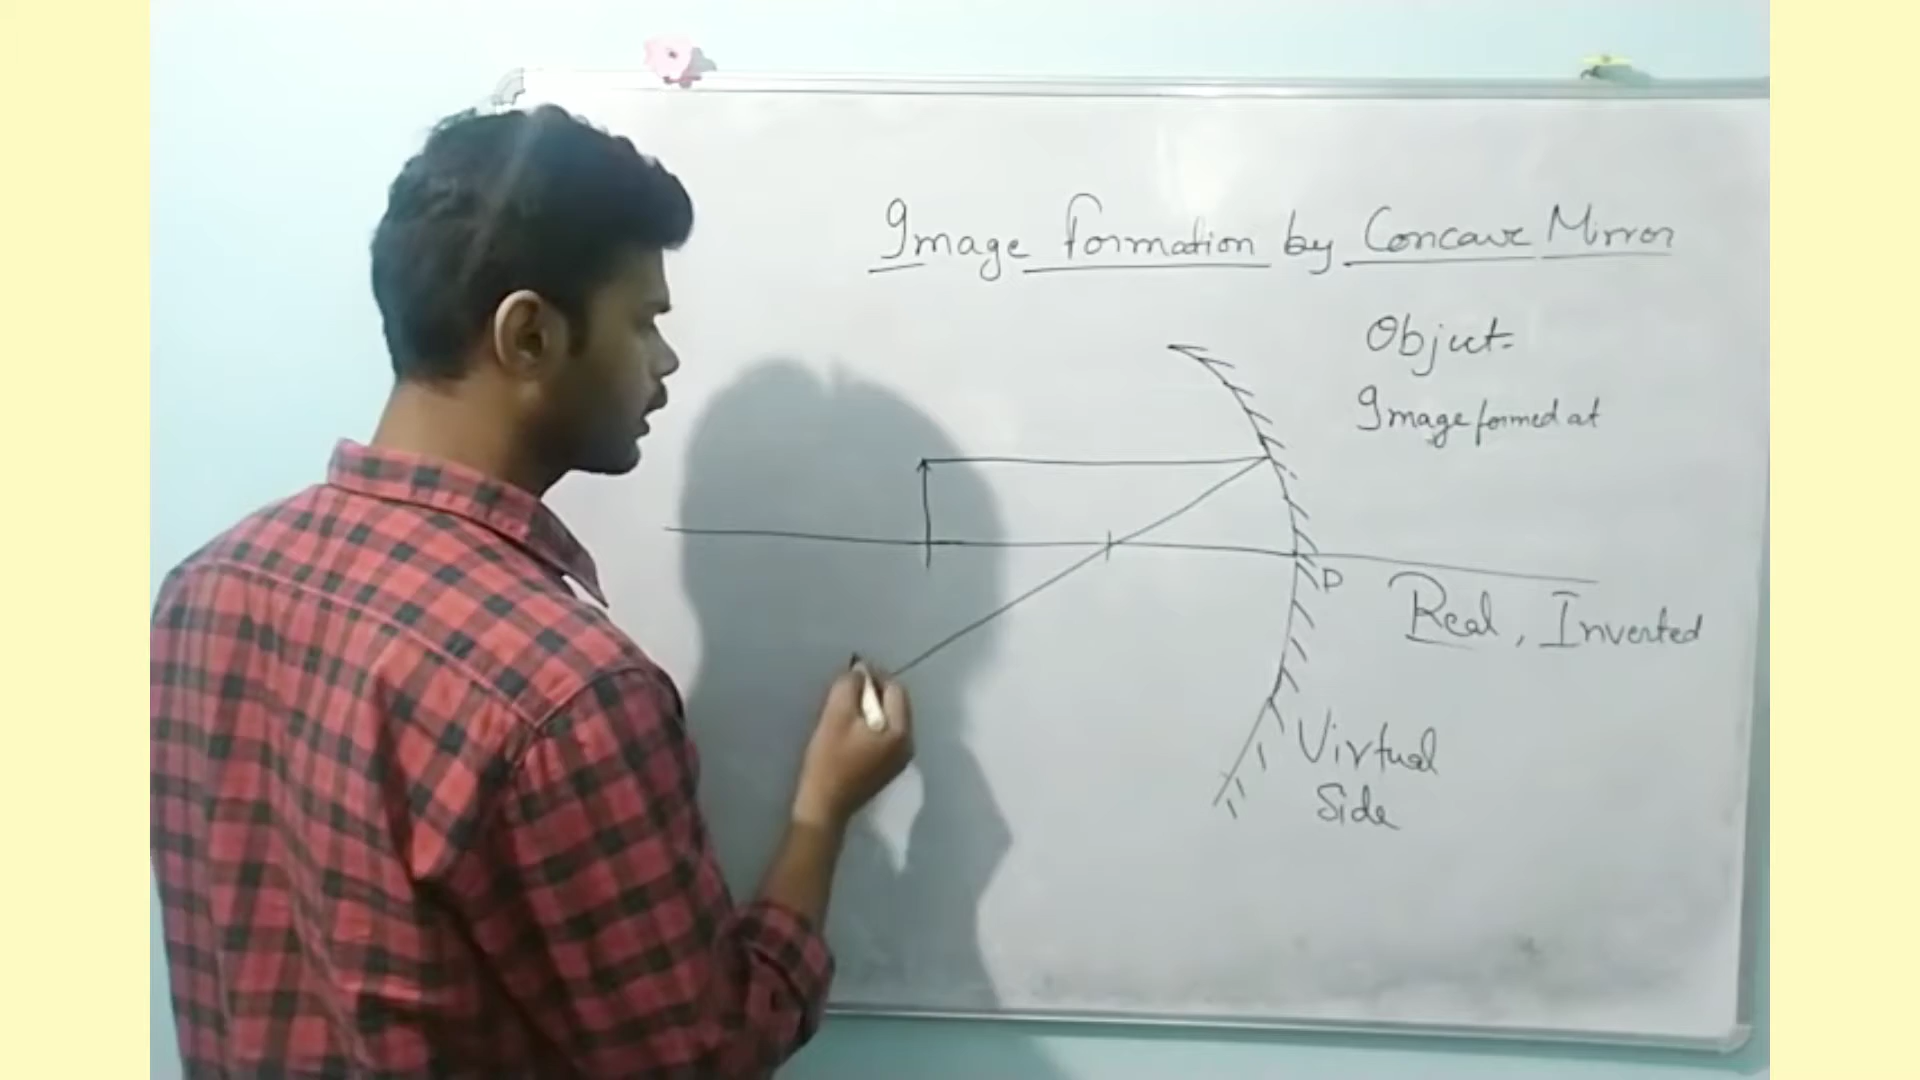 Image Formation by Concave Mirror
Object-
Image formed at
P
Real, Inverted
Virtual
Side